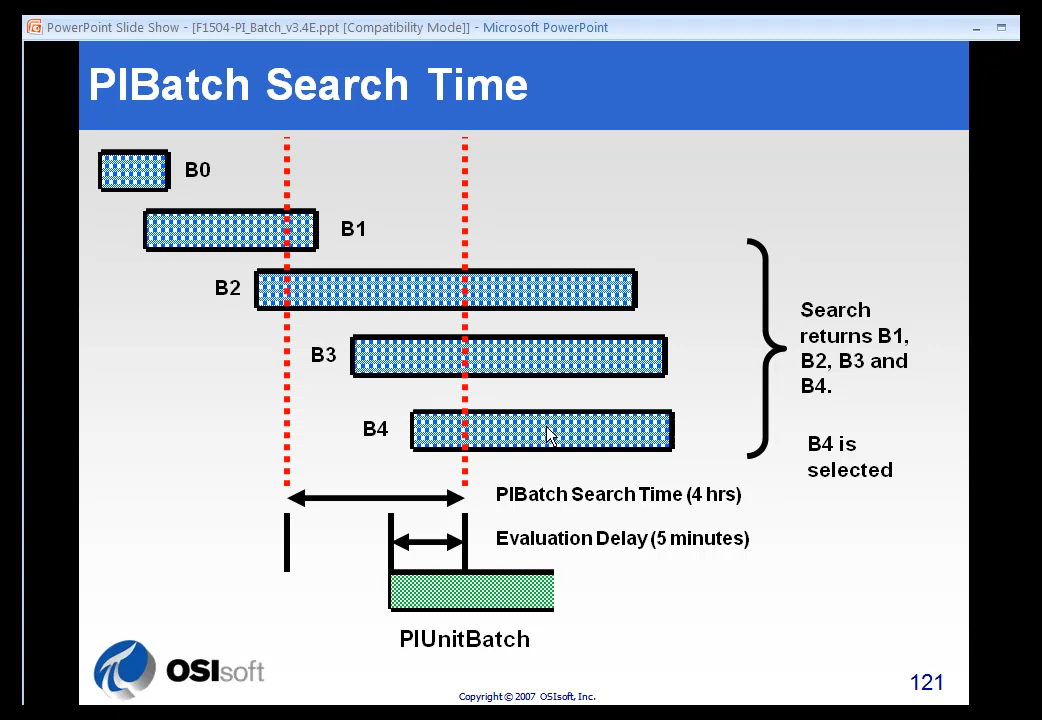 PowerPoint Slide Show - [F1504-PI_Batch_v3.4E.ppt [Compatibility Mode]] - Microsoft PowerPoint
PIBatch Search Time
B0
B1
B2
B3
B4
Search
returns B1,
B2, B3 and
B4.
B4 is
selected
PIBatch Search Time (4 hrs)
Evaluation Delay (5 minutes)
PIUnitBatch
OSIsoft
Copyright © 2007 OSIsoft, Inc.
121